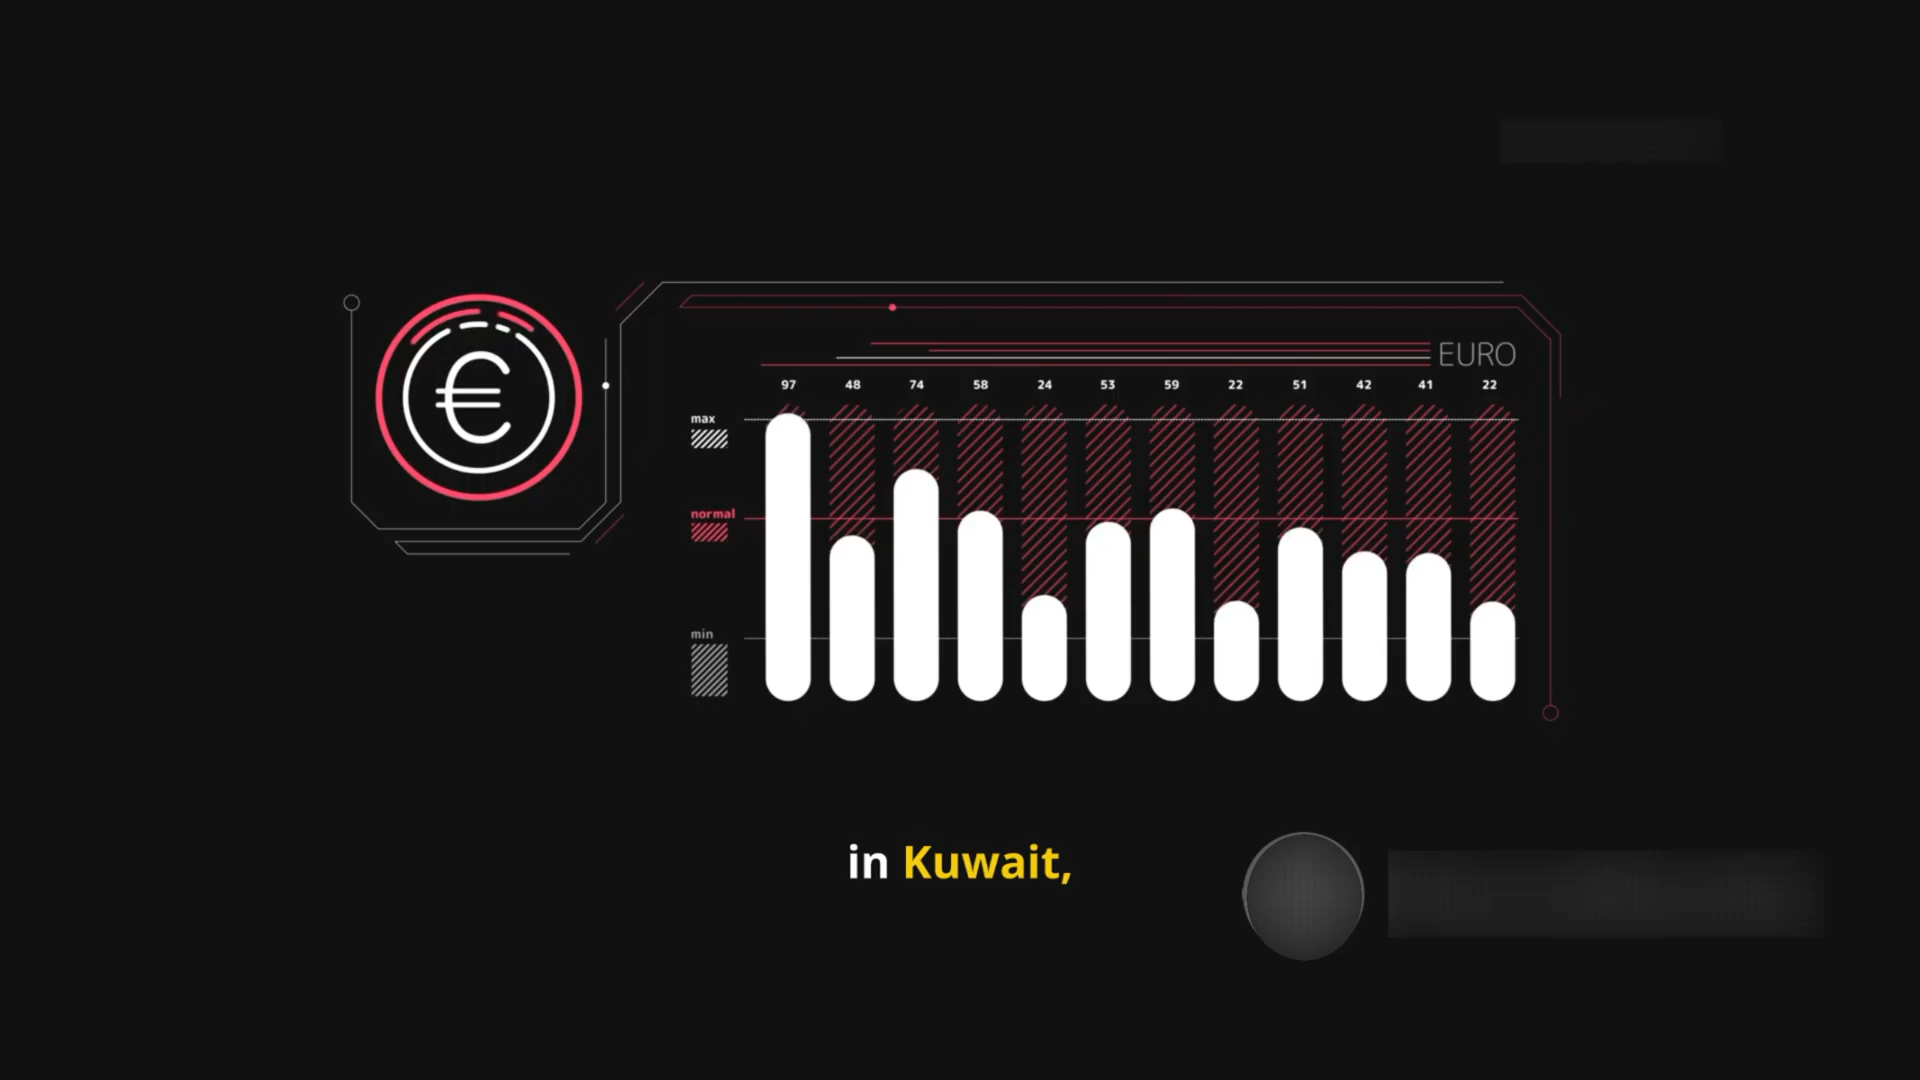 €
EURO
97 48 74 58 24 53 59 22 51 42 41 22
max
normal
min
in Kuwait,